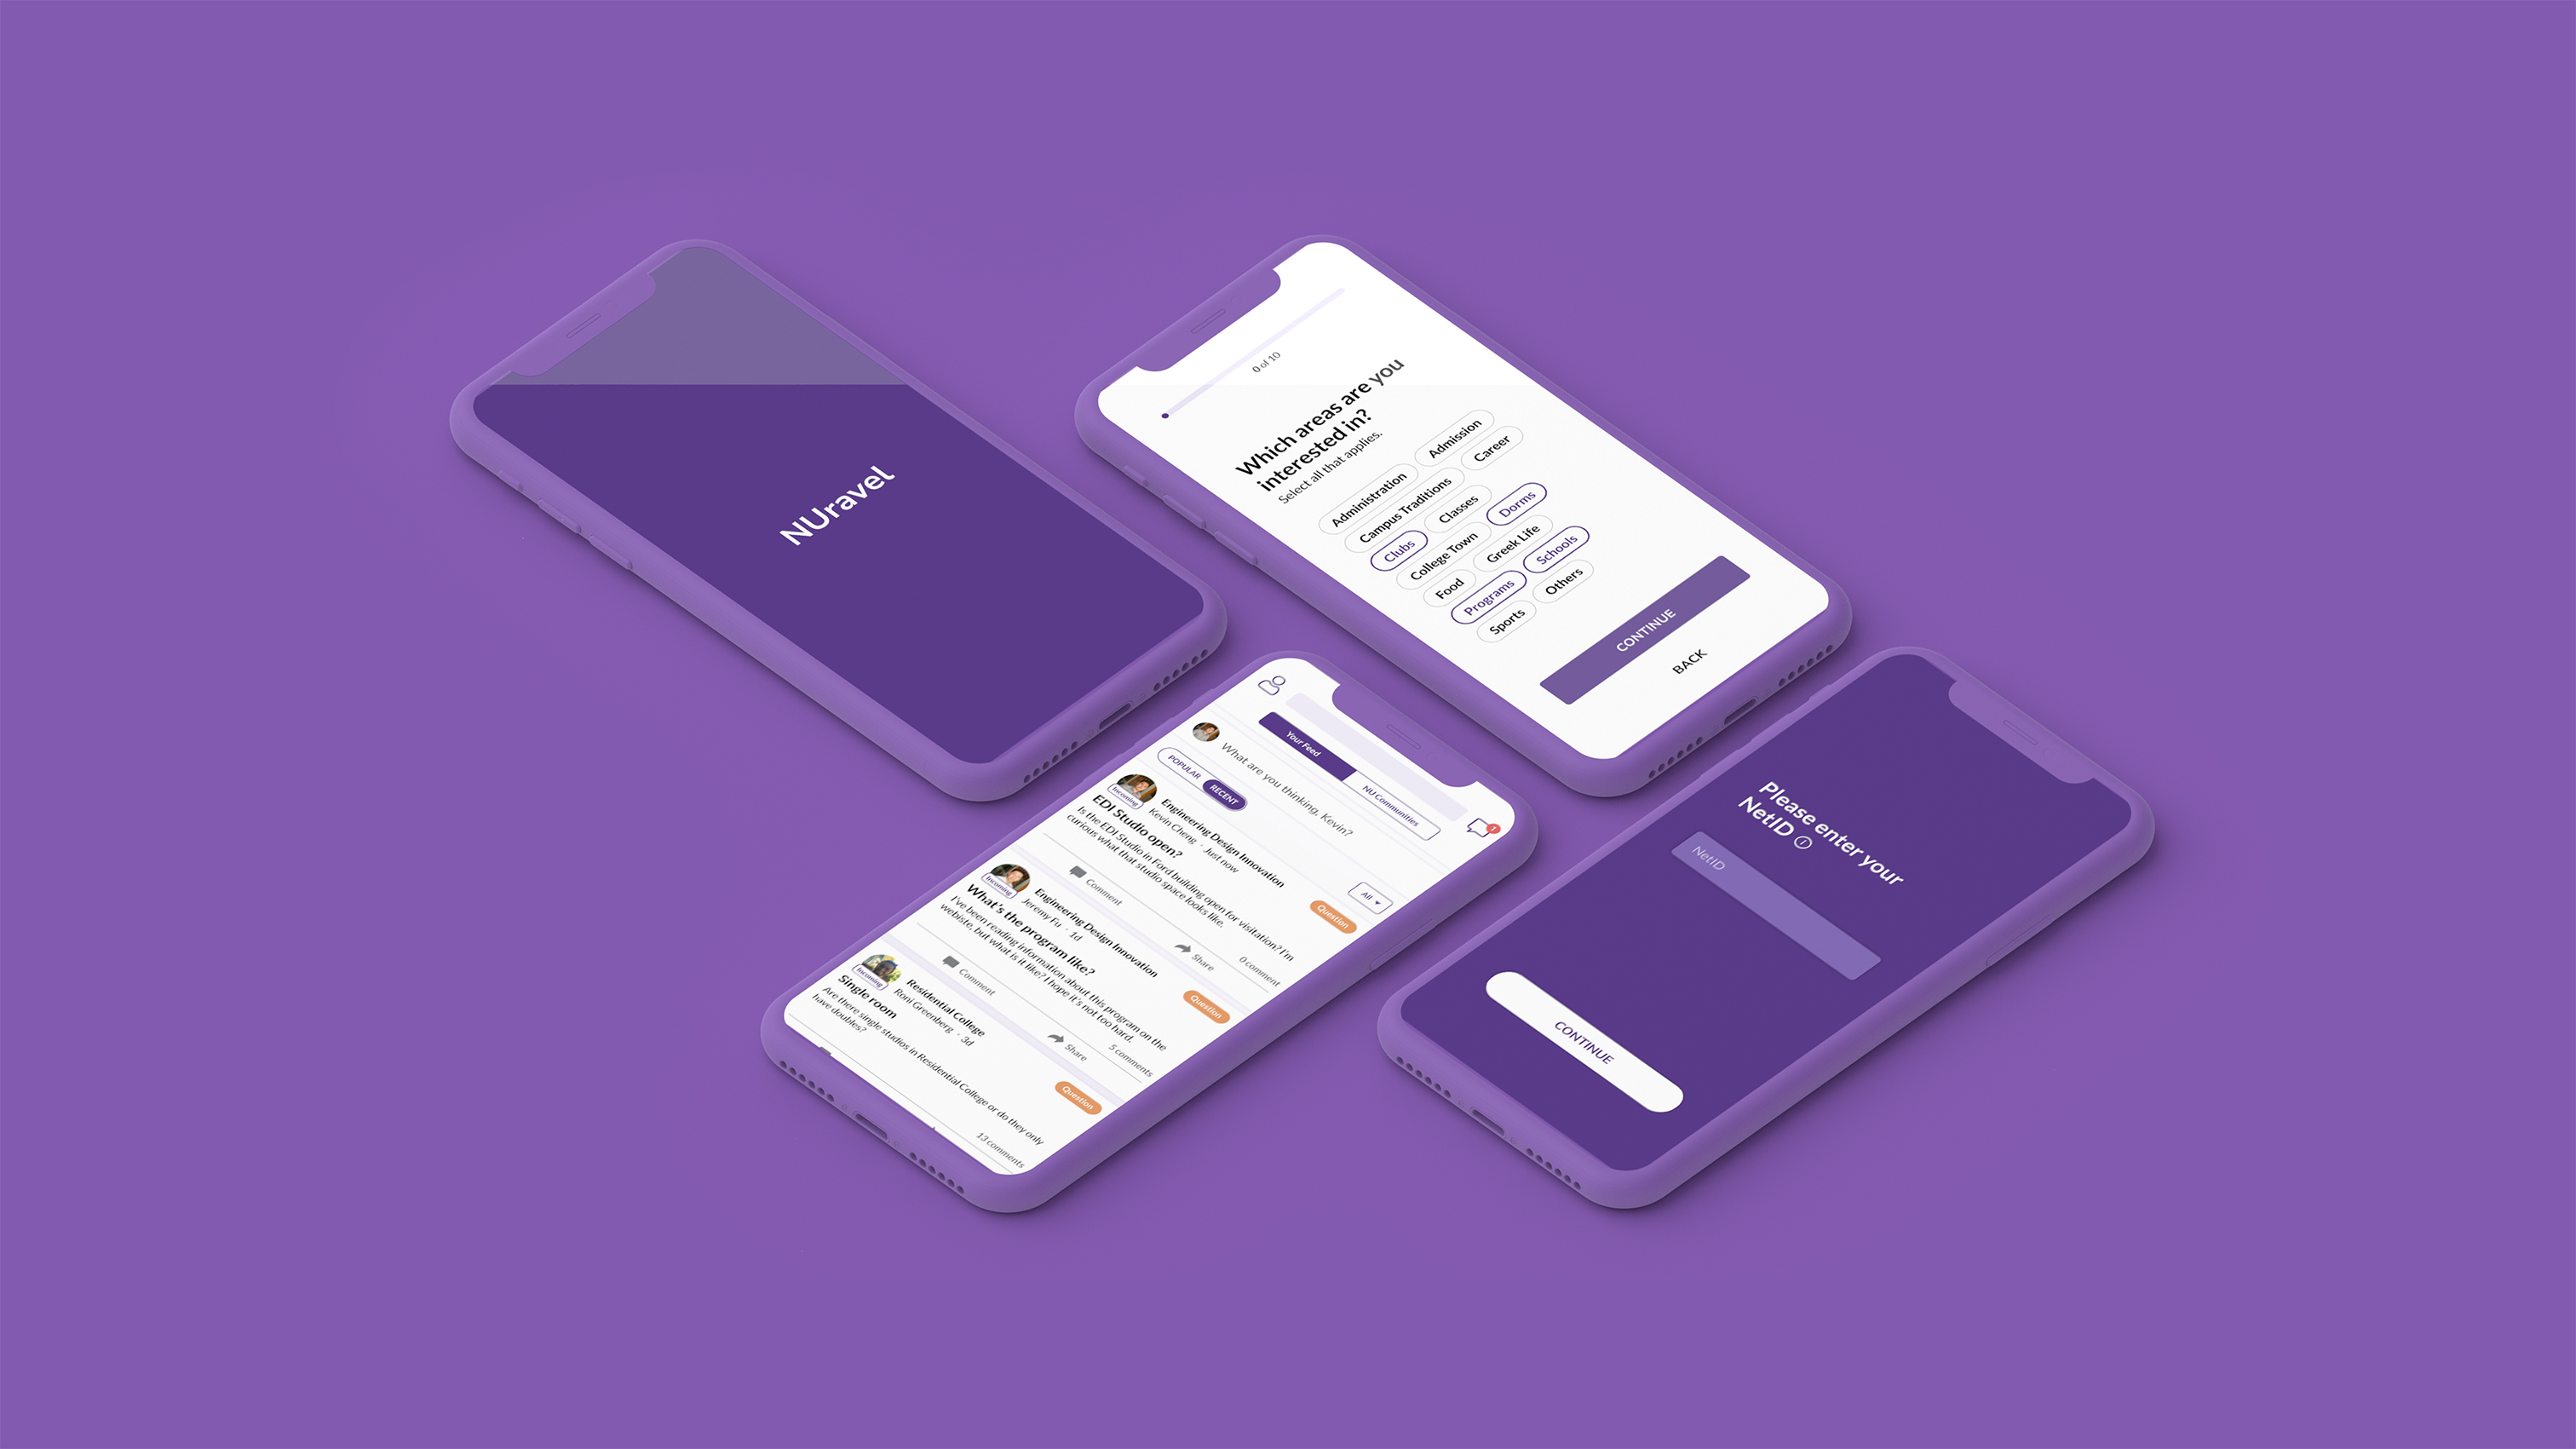 NUravel
0 of 10
Which areas are you
interested in?
Select all that applies.
Administration Admission
Campus Traditions Career
Clubs Classes Dorms
College Town Greek Life
Food Programs Schools
Sports Others
CONTINUE
BACK
Your Feed NU Communities
1
What are you thinking, Kevin?
POPULAR RECENT
All
Incoming
Engineering Design Innovation
Kevin Cheng · Just now
Question
EDI Studio open?
Is the EDI Studio in Ford building open for visitation? I'm
curious what that studio space looks like.
0 comment
Comment Share
Incoming
Engineering Design Innovation
Jeremy Fu · 1d
Question
What's the program like?
I've been reading information about this program on the
webiste, but what is it like? I hope it's not too hard.
5 comments
Comment Share
Incoming
Residential College
Roni Greenberg · 3d
Question
Single room
Are there single studios in Residential College or do they only
have doubles?
13 comments
Please enter your
NetID i
NetID
CONTINUE